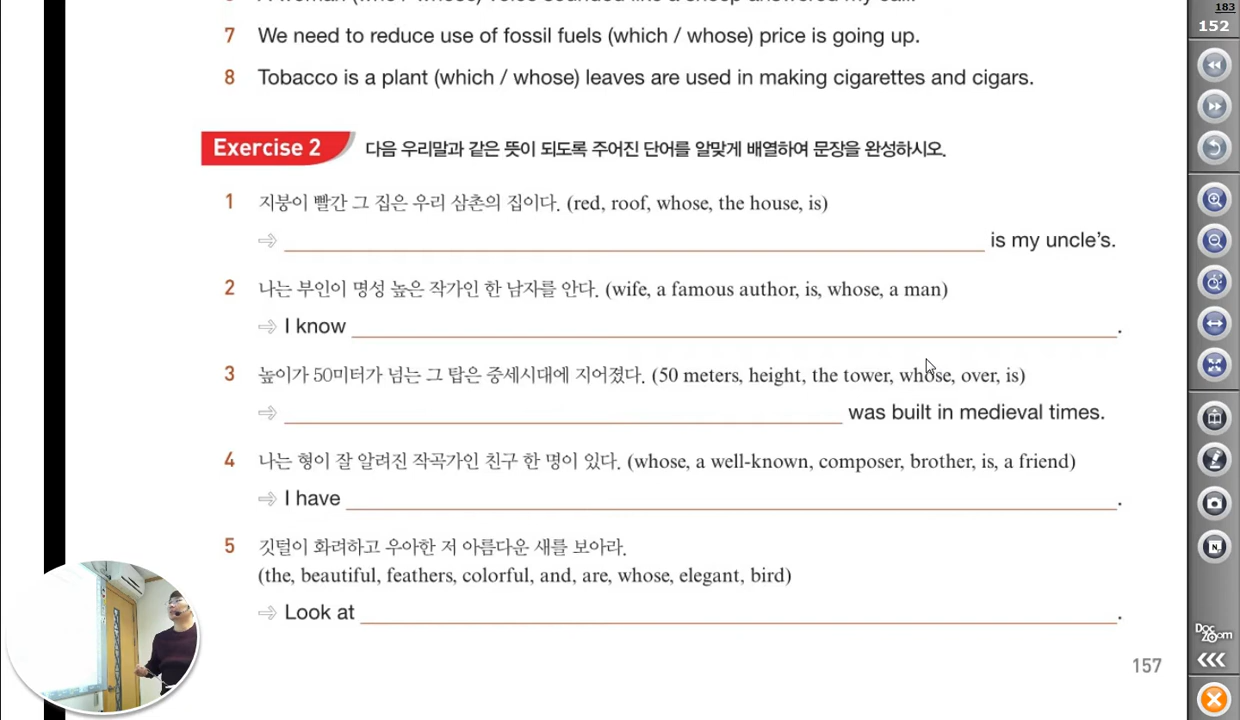 183
152
7 We need to reduce use of fossil fuels (which / whose) price is going up.
8 Tobacco is a plant (which / whose) leaves are used in making cigarettes and cigars.
Exercise 2 다음 우리말과 같은 뜻이 되도록 주어진 단어를 알맞게 배열하여 문장을 완성하시오.
1 지붕이 빨간 그 집은 우리 삼촌의 집이다. (red, roof, whose, the house, is)
⇨ is my uncle's.
2 나는 부인이 명성 높은 작가인 한 남자를 안다. (wife, a famous author, is, whose, a man)
⇨ I know .
3 높이가 50미터가 넘는 그 탑은 중세시대에 지어졌다. (50 meters, height, the tower, whose, over, is)
⇨ was built in medieval times.
4 나는 형이 잘 알려진 작곡가인 친구 한 명이 있다. (whose, a well-known, composer, brother, is, a friend)
⇨ I have .
5 깃털이 화려하고 우아한 저 아름다운 새를 보아라.
(the, beautiful, feathers, colorful, and, are, whose, elegant, bird)
⇨ Look at .
157
N
Doc
Zoom